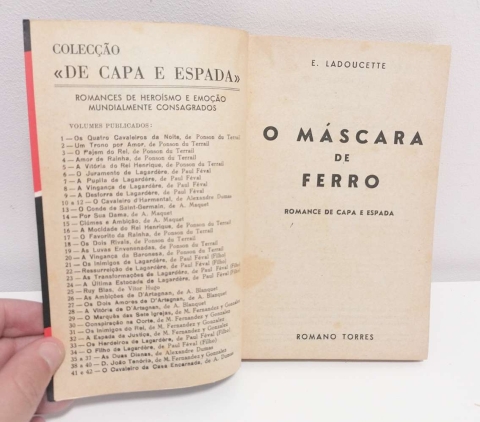 COLECÇÃO
«DE CAPA E ESPADA»
ROMANCES DE HEROÍSMO E EMOÇÃO
MUNDIALMENTE CONSAGRADOS
VOLUMES PUBLICADOS:
1 — Os Quatro Cavaleiros da Noite, de Ponson du Terrail
2 — Um Trono por Amor, de Ponson du Terrail
3 — O Pajem do Rei, de Ponson du Terrail
4 — Amor de Rainha, de Ponson du Terrail
5 — A Vitória do Rei Henrique, de Ponson du Terrail
6 — O Juramento de Lagardère, de Paul Féval
7 — A Pupila de Lagardère, de Paul Féval
8 — A Vingança de Lagardère, de Paul Féval
9 — A Desforra de Lagardère, de Paul Féval
10 e 12 — O Cavaleiro d'Harmental, de Alexandre Dumas
13 — O Conde de Saint-Germain, de A. Maquet
14 — Por Sua Dama, de A. Maquet
15 — Ciúmes e Ambição, de A. Maquet
16 — A Mocidade do Rei Henrique, de Ponson du Terrail
17 — O Favorito da Rainha, de Ponson du Terrail
18 — Os Dois Rivais, de Ponson du Terrail
19 — As Luvas Envenenadas, de Ponson du Terrail
20 — A Vingança da Baronesa, de Ponson du Terrail
21 — Os Inimigos de Lagardère, de Paul Féval (Filho)
22 — Ressurreição de Lagardère, de Paul Féval (Filho)
23 — As Transformações de Lagardère, de Paul Féval (Filho)
24 — A Última Estocada de Lagardère, de Paul Féval (Filho)
25 — Ruy Blas, de Vitor Hugo
26 — As Ambições de D'Artagnan, de A. Blanquet
27 — Os Dois Amores de D'Artagnan, de A. Blanquet
28 — A Vitória de D'Artagnan, de A. Blanquet
29 — O Marquês das Sete Igrejas, de M. Fernandez y Gonzalez
30 — Conspiração na Corte, de M. Fernandez y Gonzalez
31 — Os Inimigos do Rei, de M. Fernandez y Gonzalez
32 — A Espada da Justiça, de M. Fernandez y Gonzalez
33 — Os Herdeiros de Lagardère, de Paul Féval (Filho)
34 — O Filho de Lagardère, de Paul Féval (Filho)
35 a 37 — As Duas Dianas, de Alexandre Dumas
38 a 40 — D. João Tenório, de M. Fernandez y Gonzalez
41 e 42 — O Cavaleiro da Casa Encarnada, de A. Dumas
E. LADOUCETTE
O MÁSCARA
DE
FERRO
ROMANCE DE CAPA E ESPADA
ROMANO TORRES